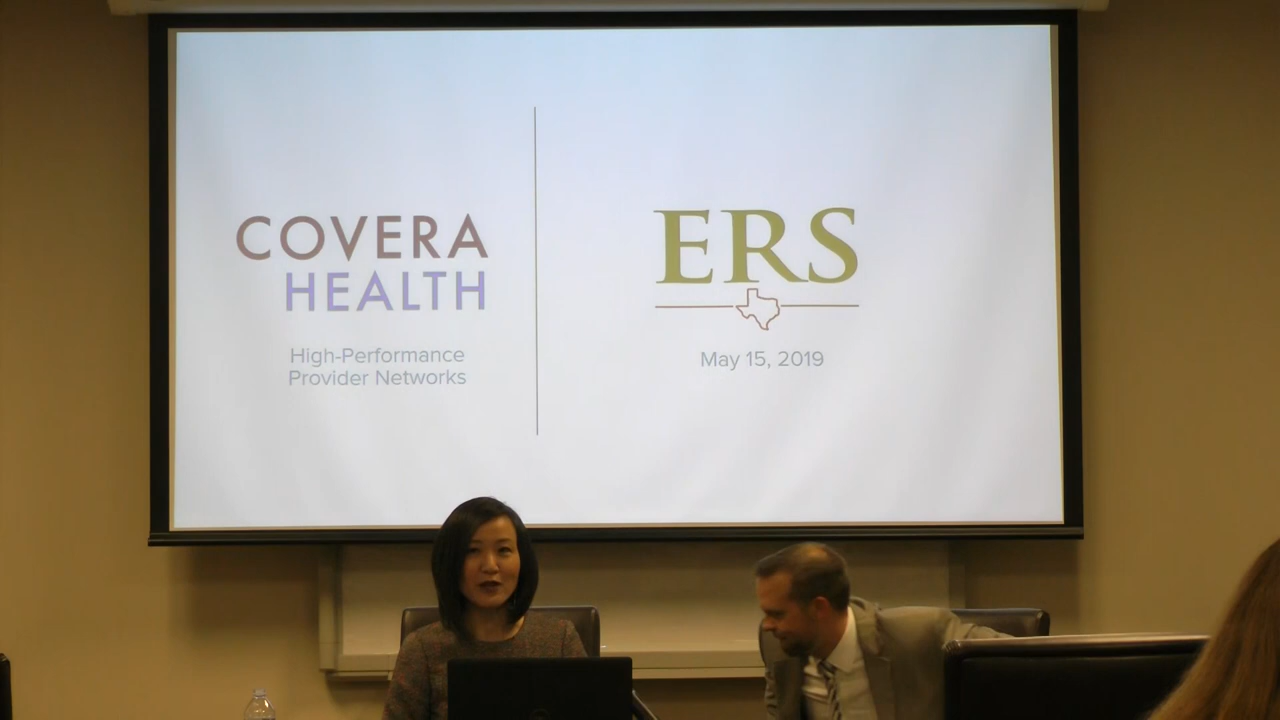 COVERA
HEALTH
High-Performance
Provider Networks
ERS
May 15, 2019